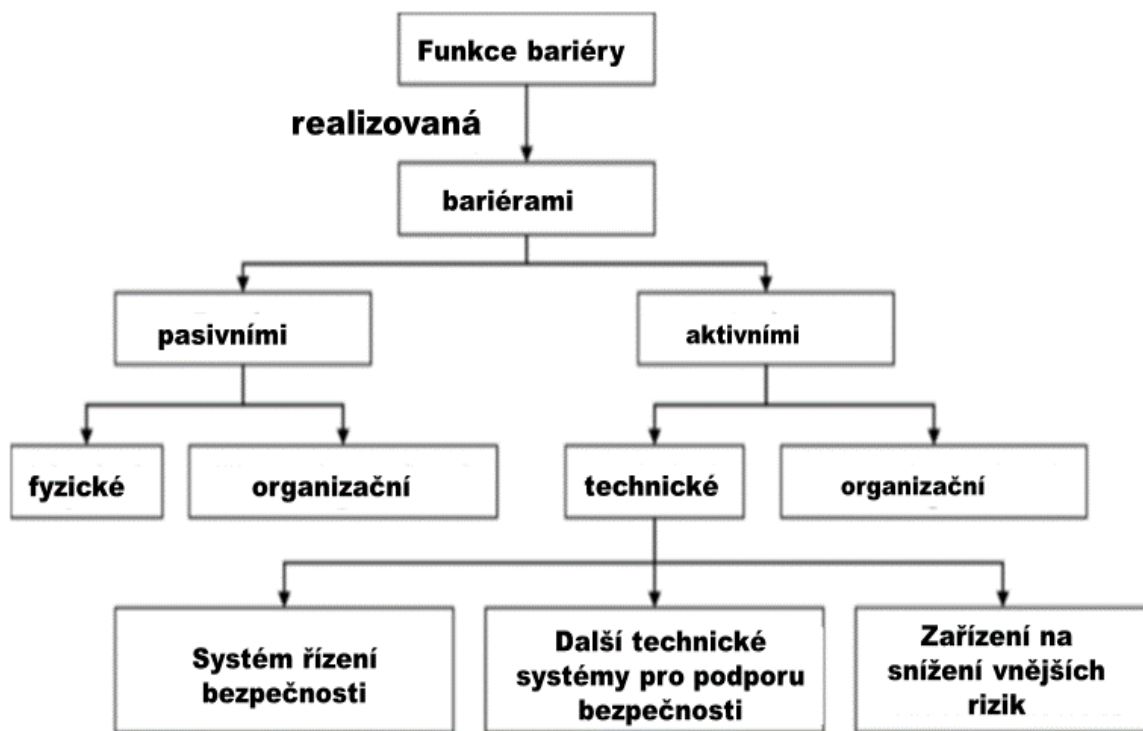 Funkce bariéry
realizovaná
bariérami
pasivními
aktivními
fyzické
organizační
technické
organizační
Systém řízení
bezpečnosti
Další technické
systémy pro podporu
bezpečnosti
Zařízení na
snížení vnějších
rizik